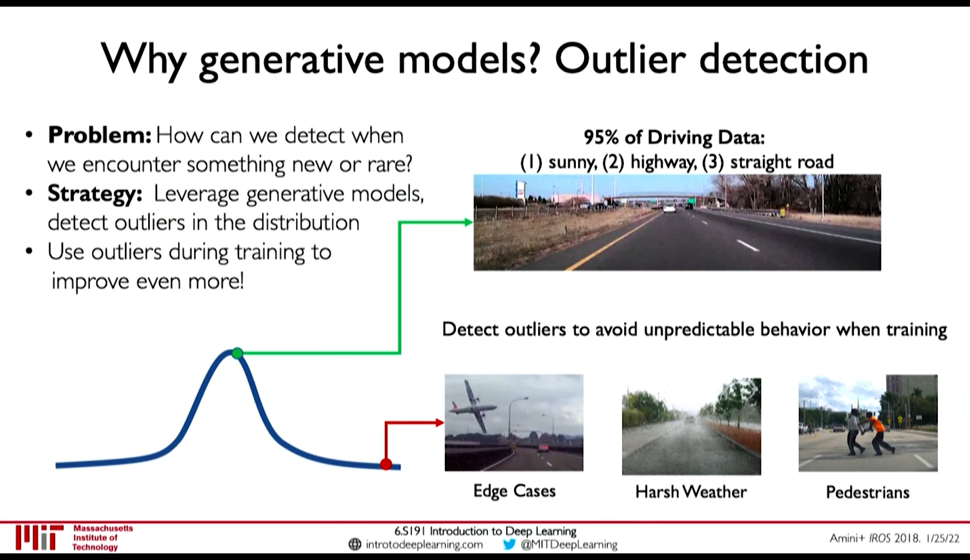 Why generative models? Outlier detection
• Problem: How can we detect when
we encounter something new or rare?
• Strategy: Leverage generative models,
detect outliers in the distribution
• Use outliers during training to
improve even more!
95% of Driving Data:
(1) sunny, (2) highway, (3) straight road
Detect outliers to avoid unpredictable behavior when training
Edge Cases
Harsh Weather
Pedestrians
Massachusetts
Institute of
Technology
6.S191 Introduction to Deep Learning
introtodeeplearning.com @MITDeepLearning
Amini+ IROS 2018. 1/25/22